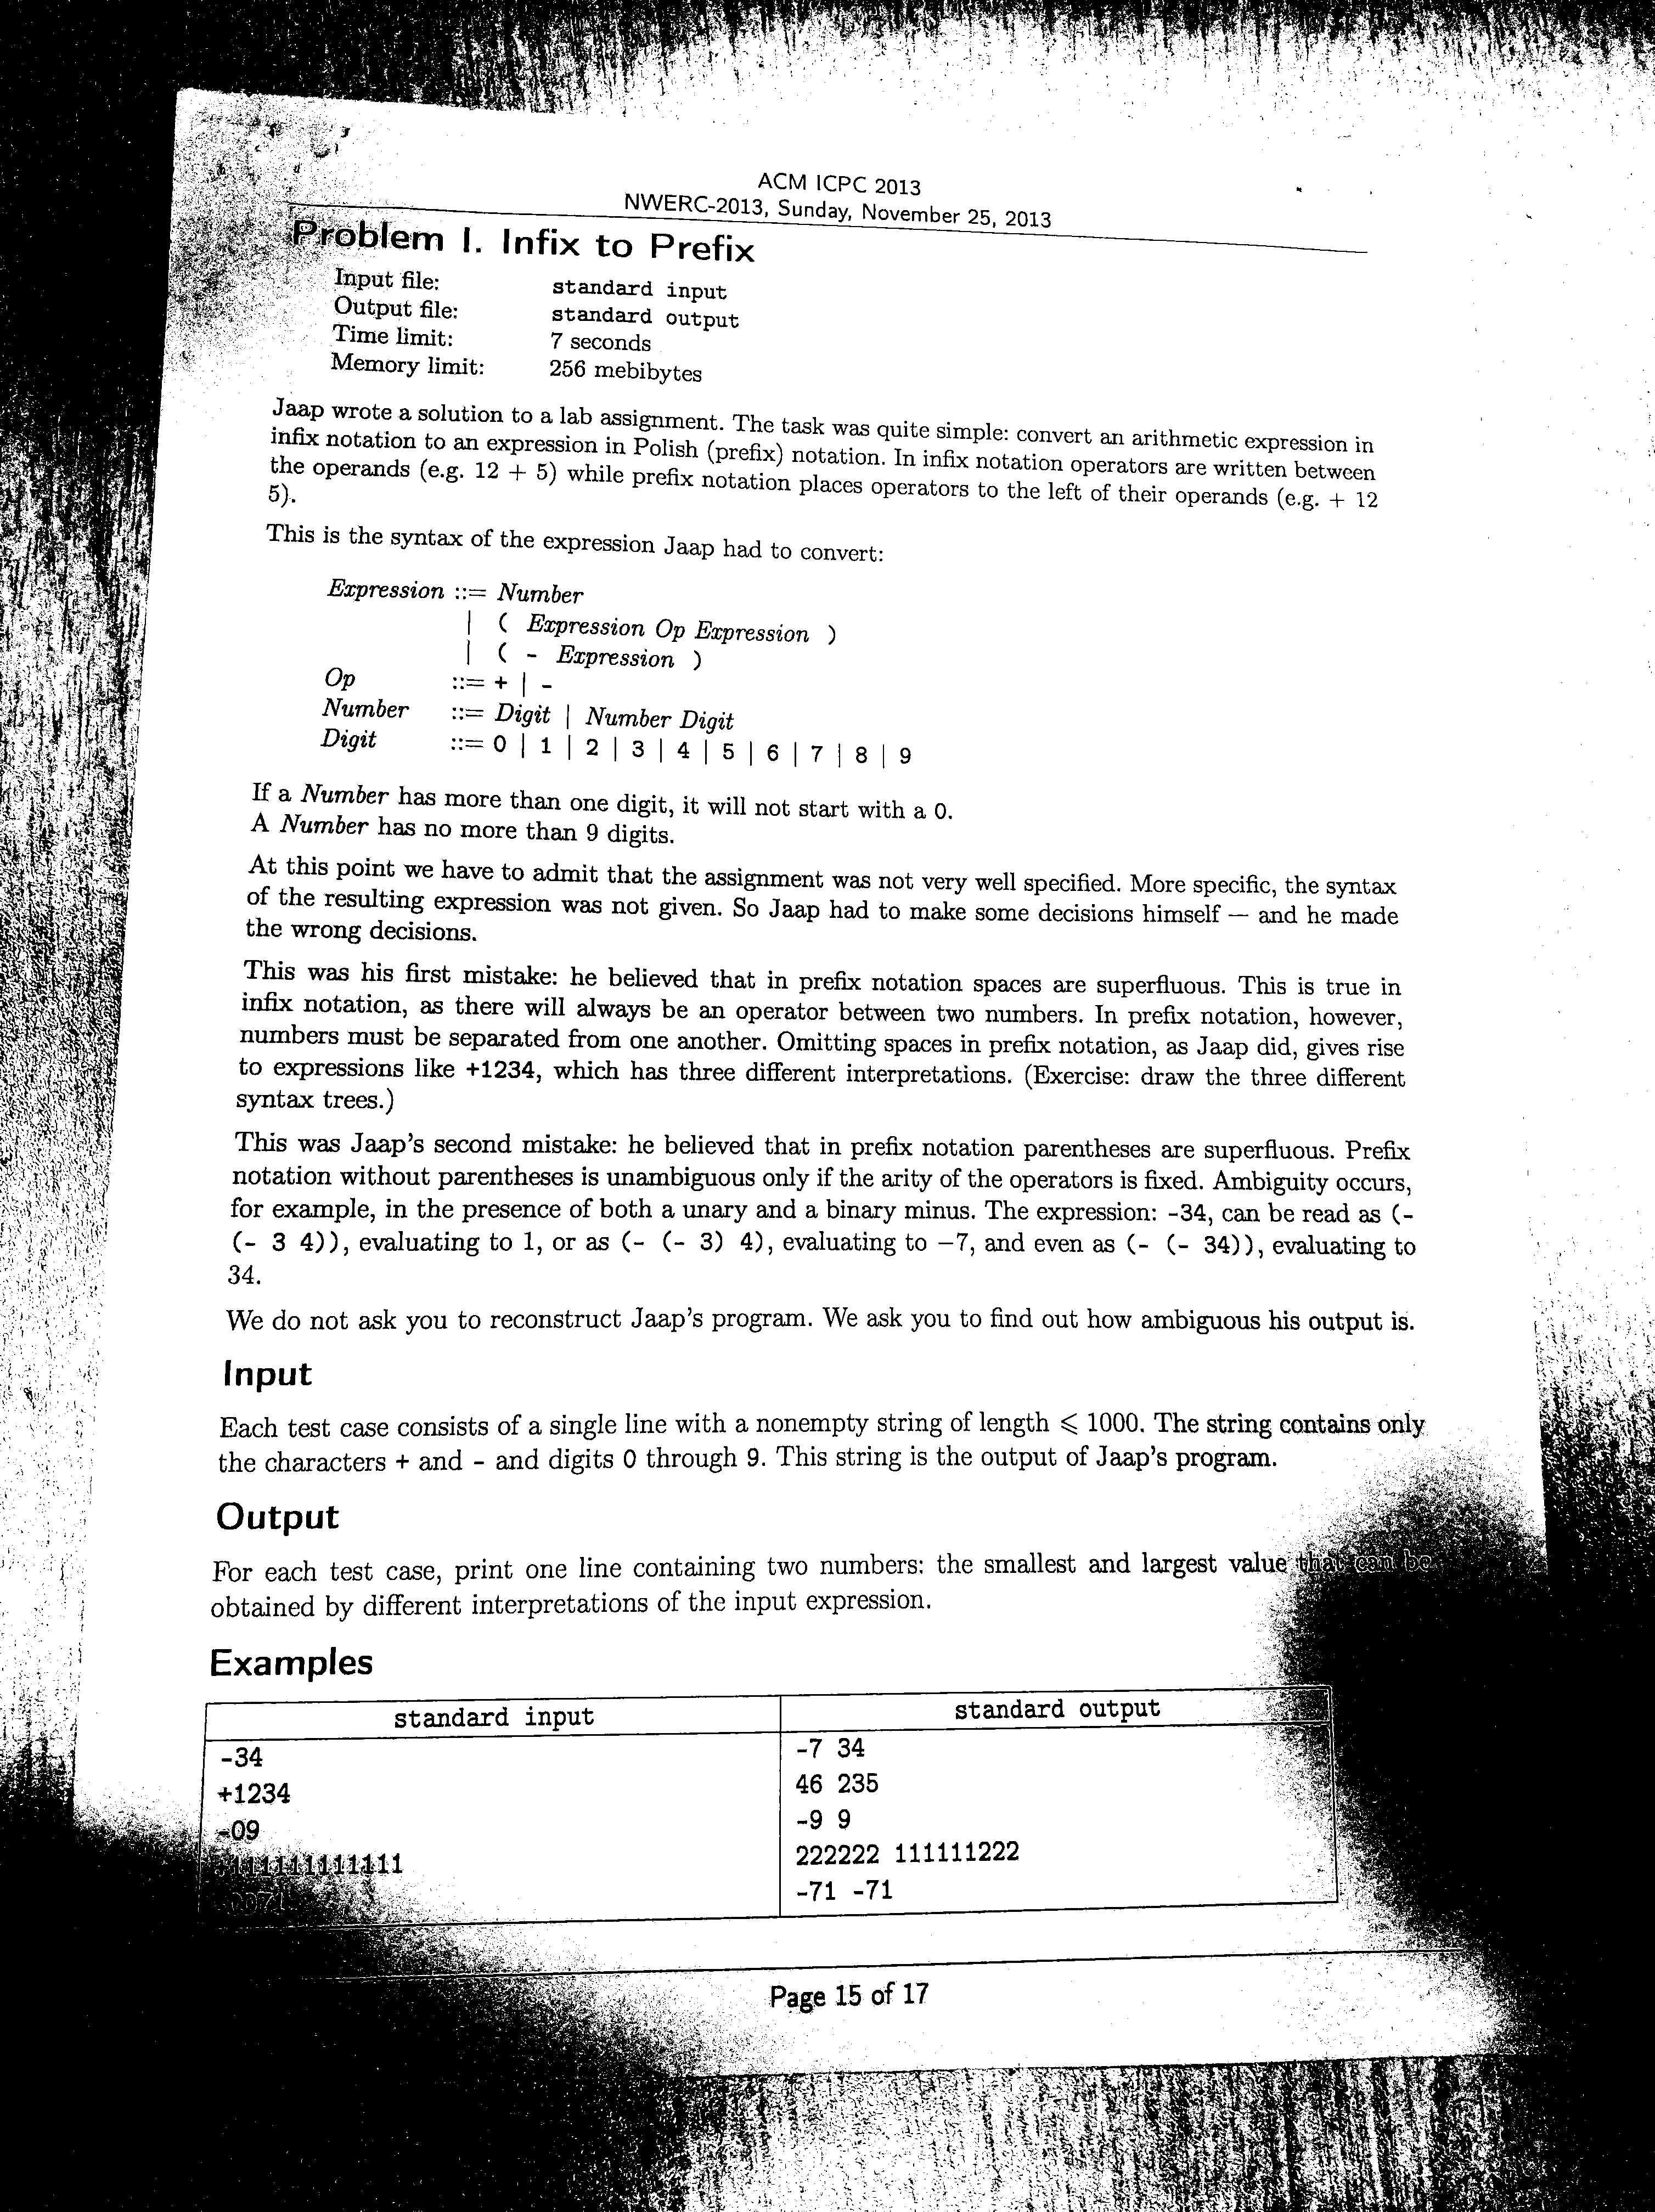 ACM ICPC 2013
NWERC-2013, Sunday, November 25, 2013
Problem I. Infix to Prefix
Input file: standard input
Output file: standard output
Time limit: 7 seconds
Memory limit: 256 mebibytes
Jaap wrote a solution to a lab assignment. The task was quite simple: convert an arithmetic expression in
infix notation to an expression in Polish (prefix) notation. In infix notation operators are written between
the operands (e.g. 12 + 5) while prefix notation places operators to the left of their operands (e.g. + 12
5).
This is the syntax of the expression Jaap had to convert:
Expression ::= Number
| ( Expression Op Expression )
| ( - Expression )
Op ::= + | -
Number ::= Digit | Number Digit
Digit ::= 0 | 1 | 2 | 3 | 4 | 5 | 6 | 7 | 8 | 9
If a Number has more than one digit, it will not start with a 0.
A Number has no more than 9 digits.
At this point we have to admit that the assignment was not very well specified. More specific, the syntax
of the resulting expression was not given. So Jaap had to make some decisions himself — and he made
the wrong decisions.
This was his first mistake: he believed that in prefix notation spaces are superfluous. This is true in
infix notation, as there will always be an operator between two numbers. In prefix notation, however,
numbers must be separated from one another. Omitting spaces in prefix notation, as Jaap did, gives rise
to expressions like +1234, which has three different interpretations. (Exercise: draw the three different
syntax trees.)
This was Jaap's second mistake: he believed that in prefix notation parentheses are superfluous. Prefix
notation without parentheses is unambiguous only if the arity of the operators is fixed. Ambiguity occurs,
for example, in the presence of both a unary and a binary minus. The expression: -34, can be read as (-
(- 3 4)), evaluating to 1, or as (- (- 3) 4), evaluating to −7, and even as (- (- 34)), evaluating to
34.
We do not ask you to reconstruct Jaap's program. We ask you to find out how ambiguous his output is.
Input
Each test case consists of a single line with a nonempty string of length ⩽ 1000. The string contains only
the characters + and - and digits 0 through 9. This string is the output of Jaap's program.
Output
For each test case, print one line containing two numbers: the smallest and largest value that can be
obtained by different interpretations of the input expression.
Examples
standard input standard output
-34 -7 34
+1234 46 235
-09 -9 9
111111111111 222222 111111222
-71 -71
Page 15 of 17